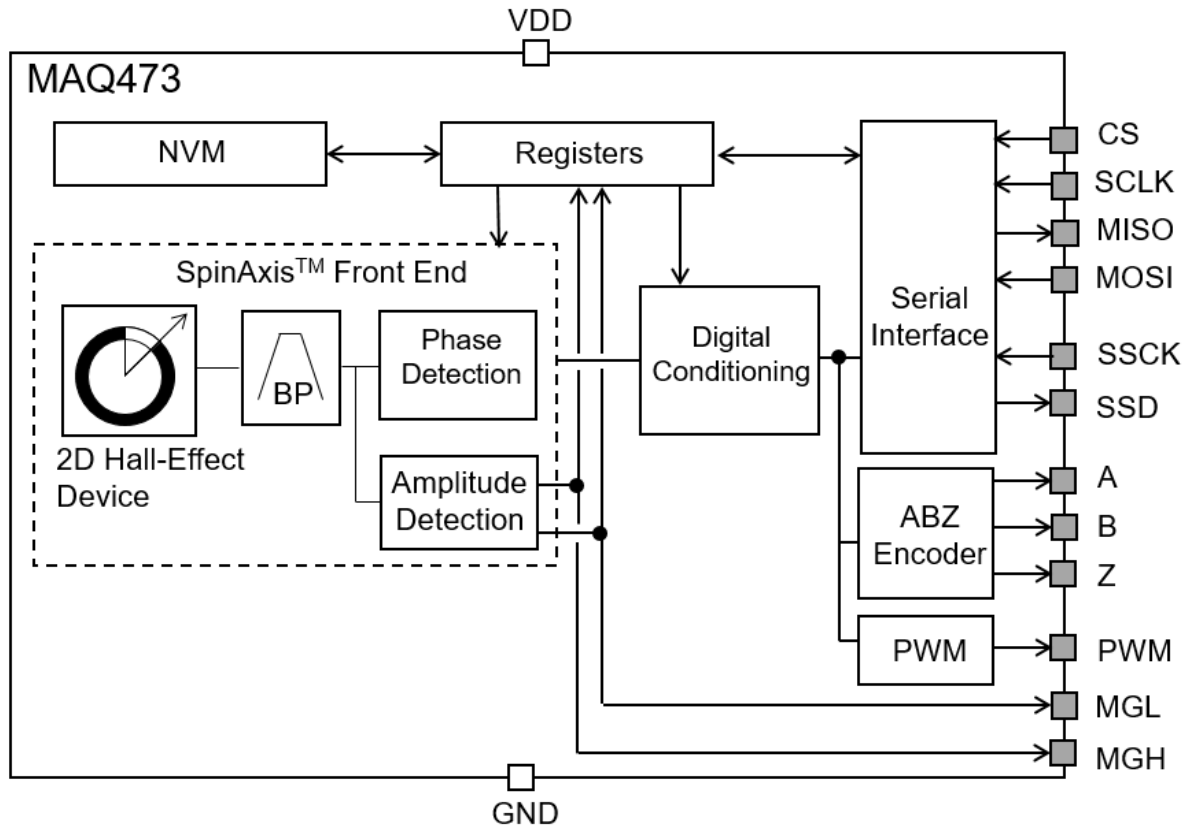 VDD
MAQ473
NVM
Registers
CS
SCLK
MISO
MOSI
SSCK
SSD
Serial
Interface
SpinAxis™ Front End
Phase
Detection
BP
2D Hall-Effect
Device
Amplitude
Detection
Digital
Conditioning
ABZ
Encoder
A
B
Z
PWM
PWM
MGL
MGH
GND